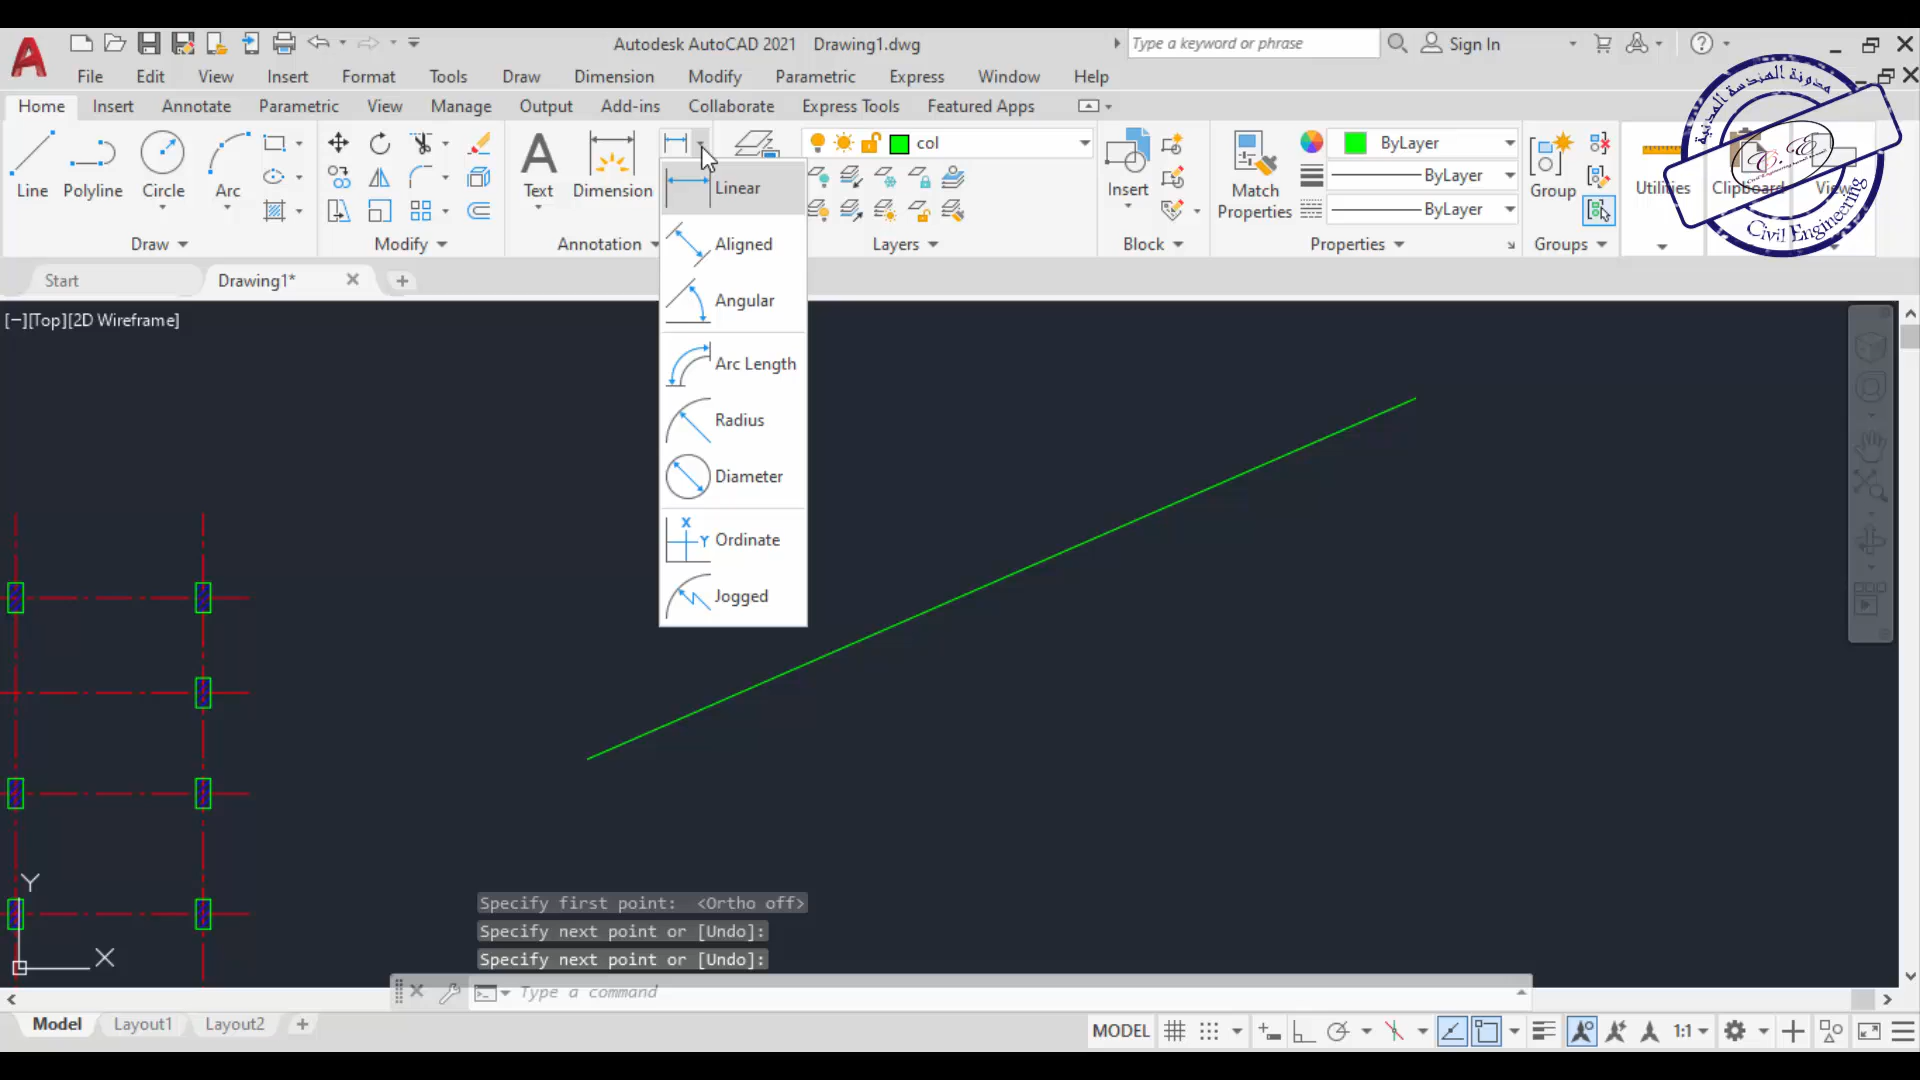 Autodesk AutoCAD 2021 Drawing1.dwg
Type a keyword or phrase
Sign In
File Edit View Insert Format Tools Draw Dimension Modify Parametric Express Window Help
Home Insert Annotate Parametric View Manage Output Add-ins Collaborate Express Tools Featured Apps
Line
Polyline
Circle
Arc
Draw
Modify
Text
Dimension
Annotation
col
Layers
Insert
Block
Match
Properties
ByLayer
ByLayer
ByLayer
Properties
Group
Groups
Utilities
Clipboard
View
مدونة الهندسة المدنية
C.E
Civil Engineering
Linear
Aligned
Angular
Arc Length
Radius
Diameter
X
Y Ordinate
Jogged
Start
Drawing1*
[−][Top][2D Wireframe]
Y
X
Specify first point: <Ortho off>
Specify next point or [Undo]:
Specify next point or [Undo]:
Type a command
Model Layout1 Layout2
MODEL
1:1